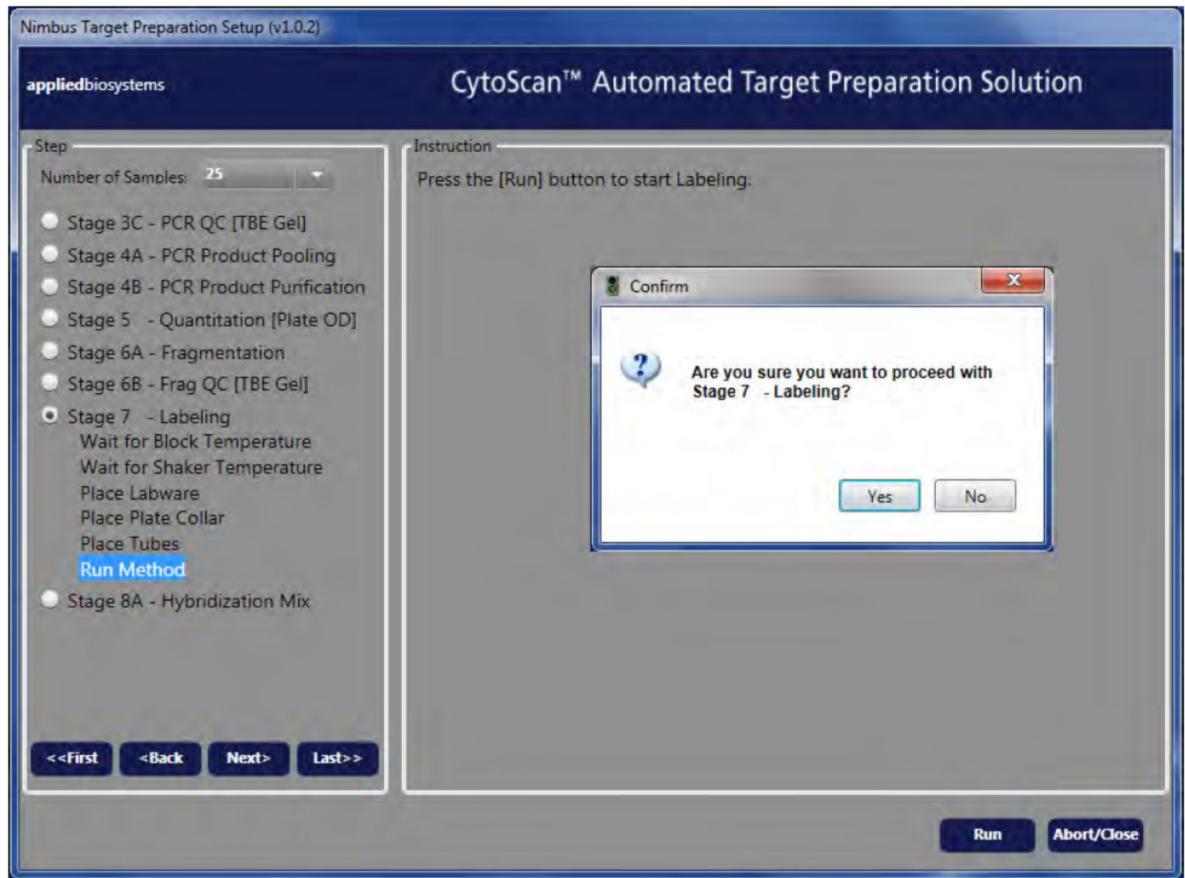 Nimbus Target Preparation Setup (v1.0.2)
appliedbiosystems
CytoScan™ Automated Target Preparation Solution
Step
Number of Samples: 25
Stage 3C - PCR QC [TBE Gel]
Stage 4A - PCR Product Pooling
Stage 4B - PCR Product Purification
Stage 5 - Quantitation [Plate OD]
Stage 6A - Fragmentation
Stage 6B - Frag QC [TBE Gel]
Stage 7 - Labeling
Wait for Block Temperature
Wait for Shaker Temperature
Place Labware
Place Plate Collar
Place Tubes
Run Method
Stage 8A - Hybridization Mix
<<First <Back Next> Last>>
Instruction
Press the [Run] button to start Labeling.
Confirm
X
?
Are you sure you want to proceed with
Stage 7 - Labeling?
Yes No
Run Abort/Close